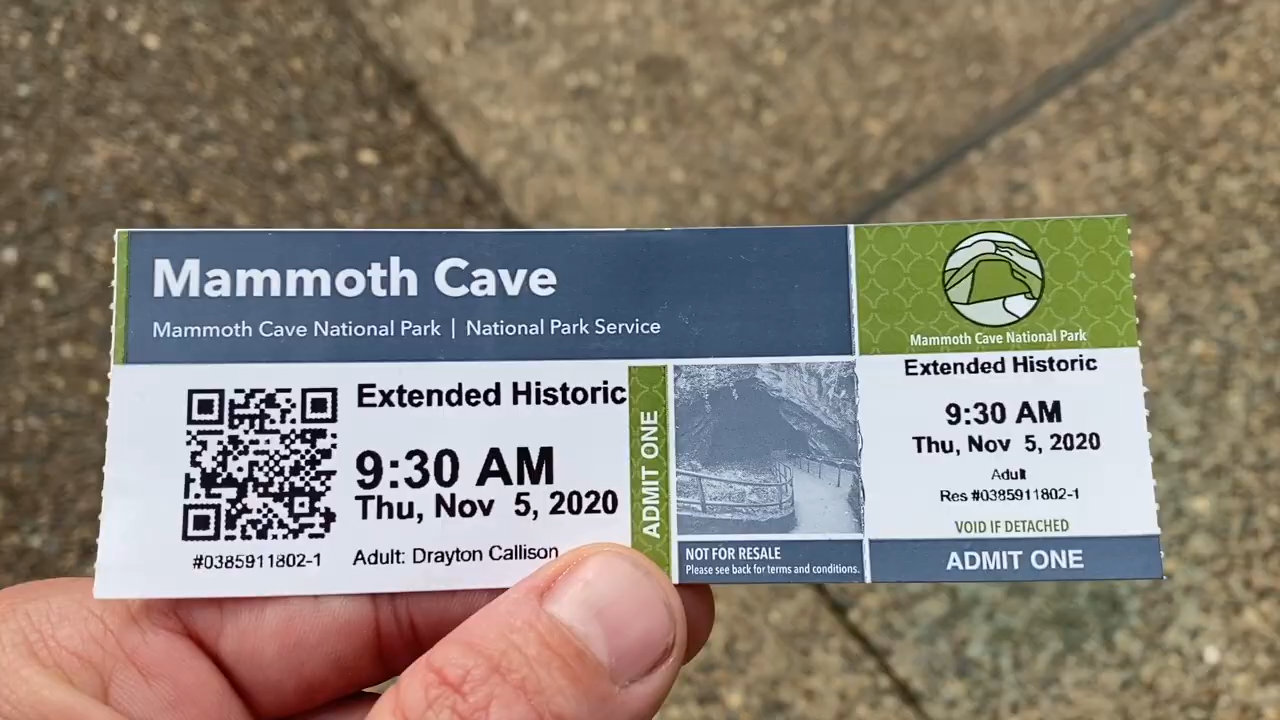 Mammoth Cave
Mammoth Cave National Park | National Park Service
Extended Historic
9:30 AM
Thu, Nov 5, 2020
#0385911802-1
Adult: Drayton Callison
ADMIT ONE
NOT FOR RESALE
Please see back for terms and conditions.
Mammoth Cave National Park
Extended Historic
9:30 AM
Thu, Nov 5, 2020
Adult
Res #0385911802-1
VOID IF DETACHED
ADMIT ONE